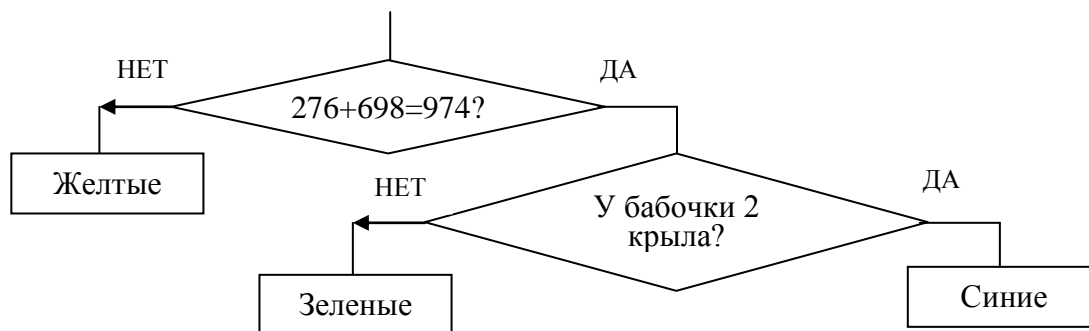 НЕТ
ДА
276+698=974?
Желтые
НЕТ
ДА
У бабочки 2
крыла?
Зеленые
Синие